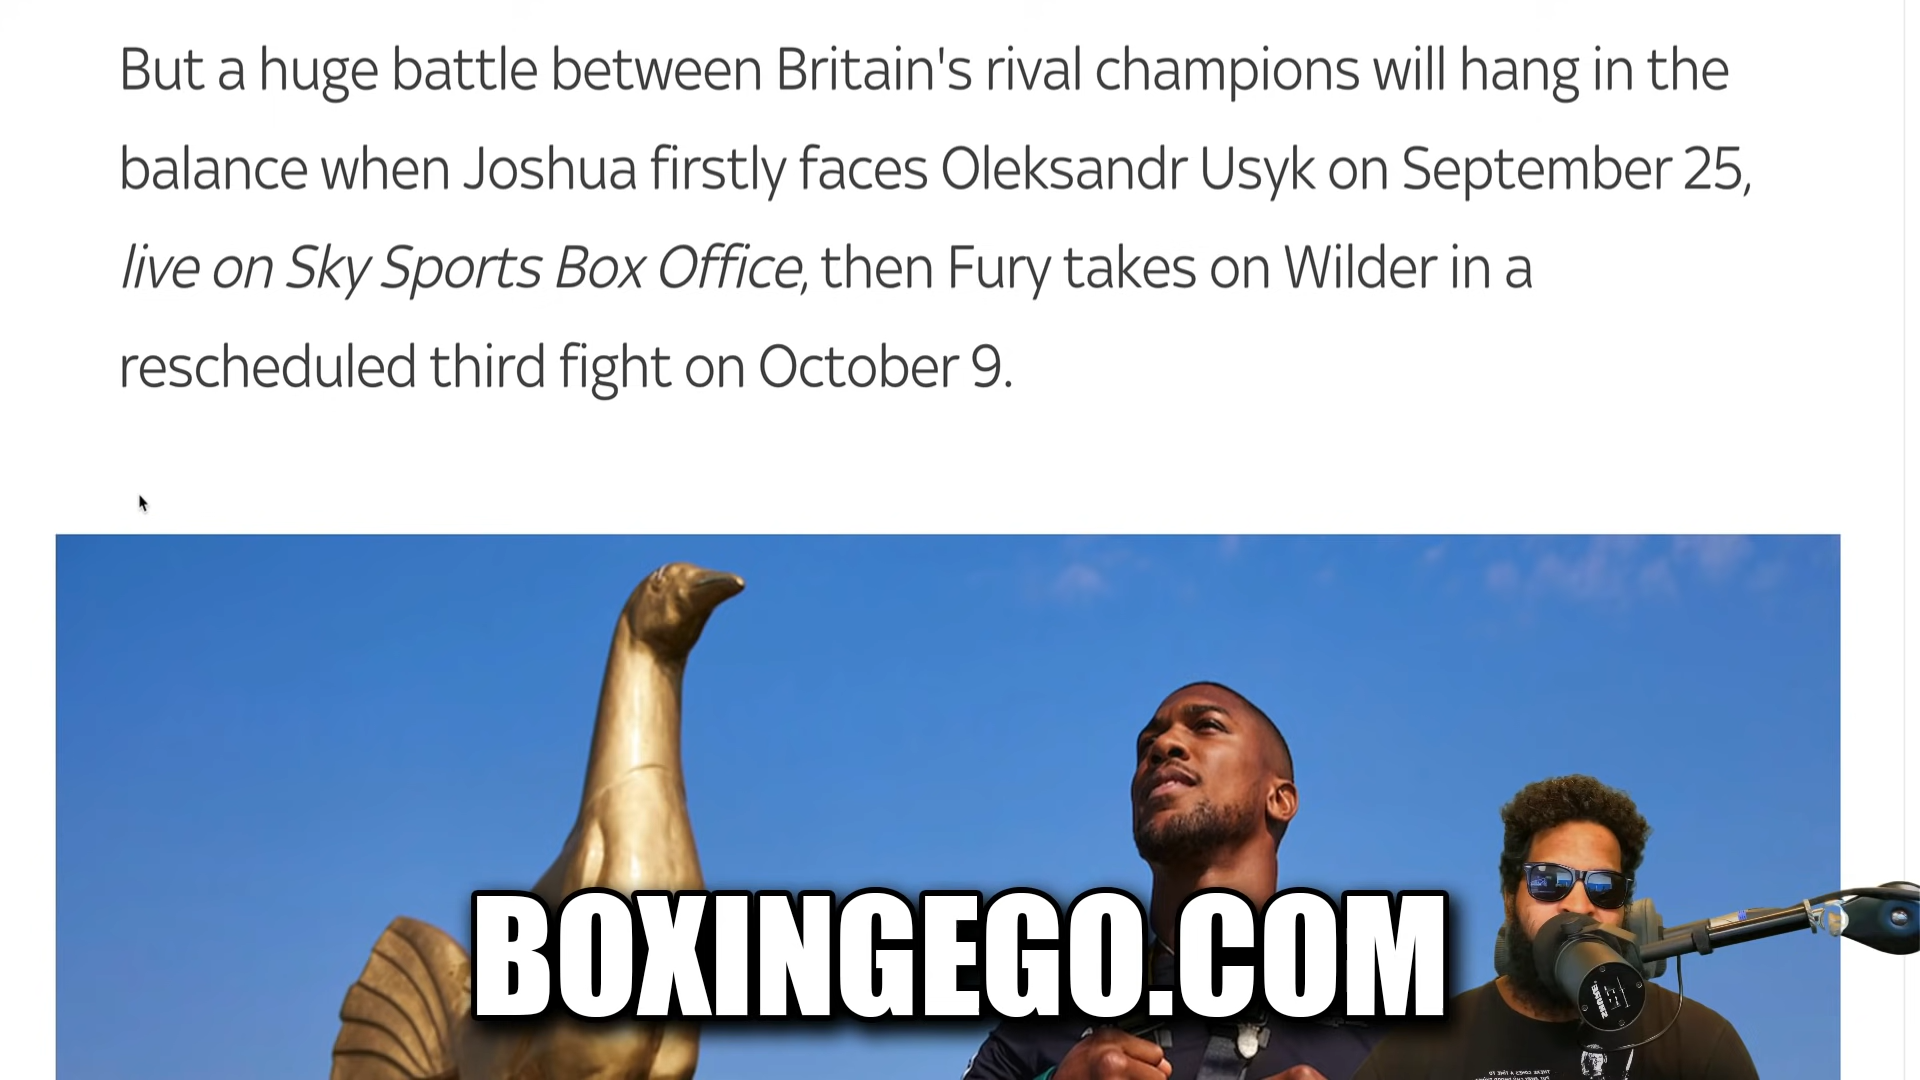 But a huge battle between Britain's rival champions will hang in the
balance when Joshua firstly faces Oleksandr Usyk on September 25,
live on Sky Sports Box Office, then Fury takes on Wilder in a
rescheduled third fight on October 9.
BOXINGEGO.COM
SHURE